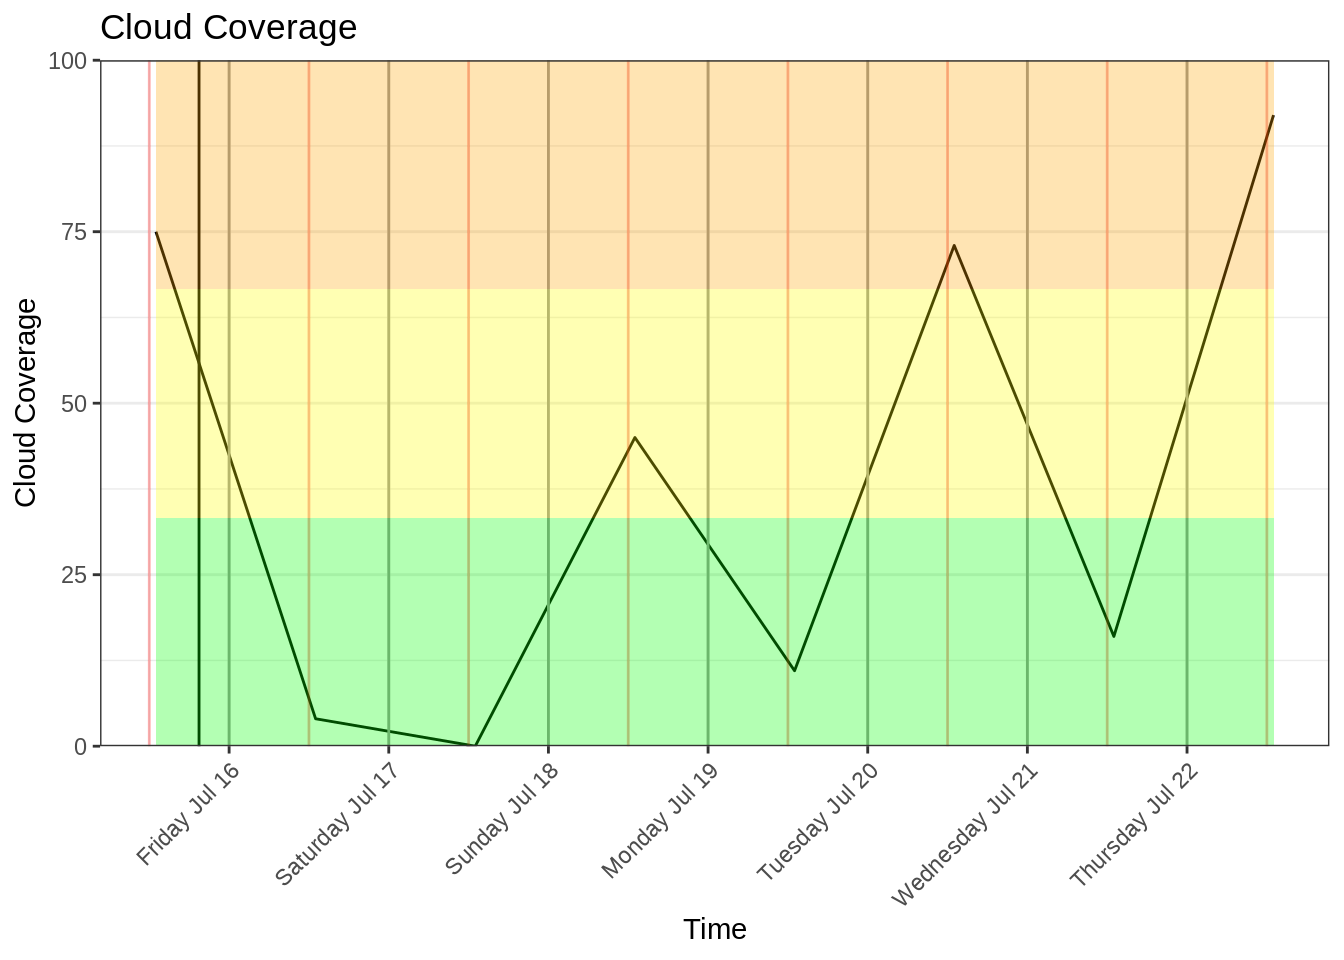 Cloud Coverage
100
75
50
25
0
Cloud Coverage
Friday Jul 16
Saturday Jul 17
Sunday Jul 18
Monday Jul 19
Tuesday Jul 20
Wednesday Jul 21
Thursday Jul 22
Time